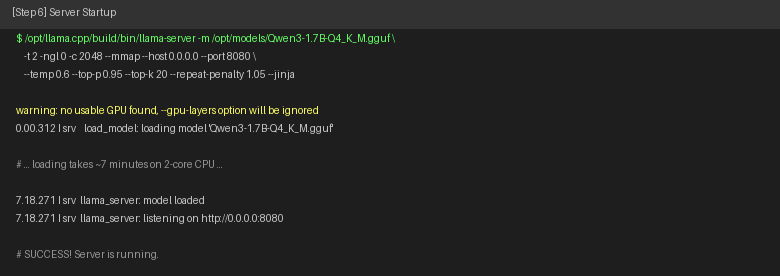 [Step 6] Server Startup
$ /opt/llama.cpp/build/bin/llama-server -m /opt/models/Qwen3-1.7B-Q4_K_M.gguf \
-t 2 -ngl 0 -c 2048 --mmap --host 0.0.0.0 --port 8080 \
--temp 0.6 --top-p 0.95 --top-k 20 --repeat-penalty 1.05 --jinja
warning: no usable GPU found, --gpu-layers option will be ignored
0.00.312 I srv load_model: loading model 'Qwen3-1.7B-Q4_K_M.gguf'
# ... loading takes ~7 minutes on 2-core CPU ...
7.18.271 I srv llama_server: model loaded
7.18.271 I srv llama_server: listening on http://0.0.0.0:8080
# SUCCESS! Server is running.